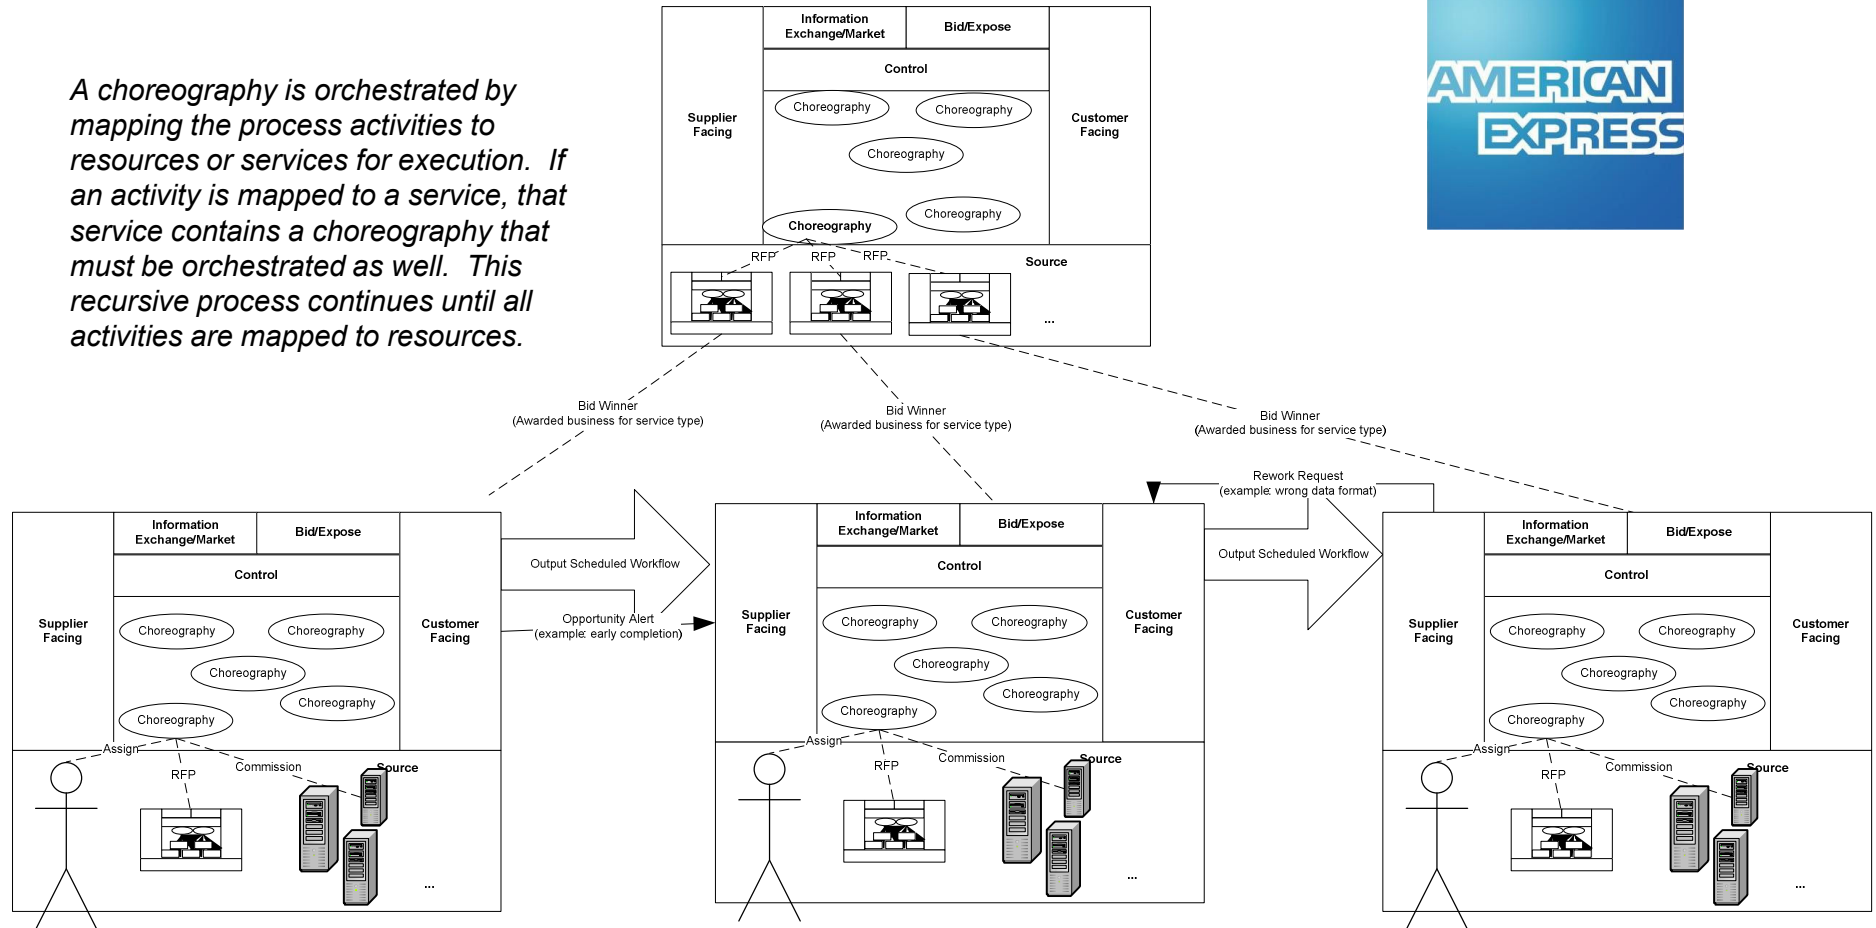 A choreography is orchestrated by
mapping the process activities to
resources or services for execution.  If
an activity is mapped to a service, that
service contains a choreography that
must be orchestrated as well.  This
recursive process continues until all
activities are mapped to resources.
AMERICAN
EXPRESS
Information
Exchange/Market
Bid/Expose
Control
Supplier
Facing
Customer
Facing
Choreography
Choreography
Choreography
Choreography
Choreography
RFP
RFP
RFP
Source
...
Bid Winner
(Awarded business for service type)
Bid Winner
(Awarded business for service type)
Bid Winner
(Awarded business for service type)
Information
Exchange/Market
Bid/Expose
Control
Supplier
Facing
Customer
Facing
Choreography
Choreography
Choreography
Choreography
Choreography
Assign
RFP
Commission
Source
...
Output Scheduled Workflow
Opportunity Alert
(example: early completion)
Information
Exchange/Market
Bid/Expose
Control
Supplier
Facing
Customer
Facing
Choreography
Choreography
Choreography
Choreography
Choreography
Assign
RFP
Commission
Source
...
Rework Request
(example: wrong data format)
Output Scheduled Workflow
Information
Exchange/Market
Bid/Expose
Control
Supplier
Facing
Customer
Facing
Choreography
Choreography
Choreography
Choreography
Choreography
Assign
RFP
Commission
Source
...